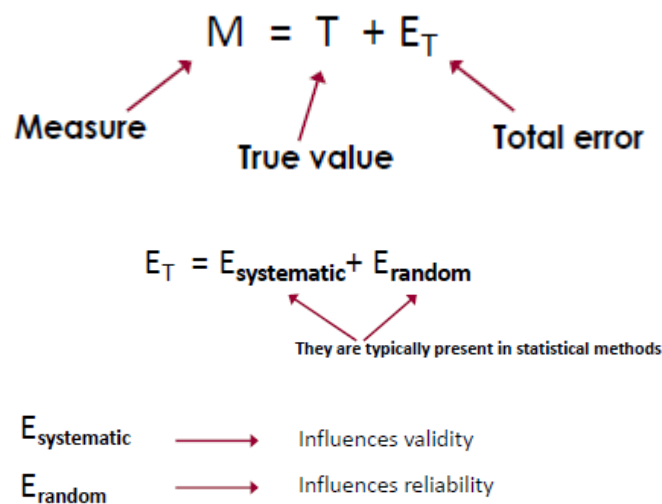 M = T + E_T
Measure
True value
Total error
E_T = E_systematic + E_random
They are typically present in statistical methods
E_systematic Influences validity
E_random Influences reliability